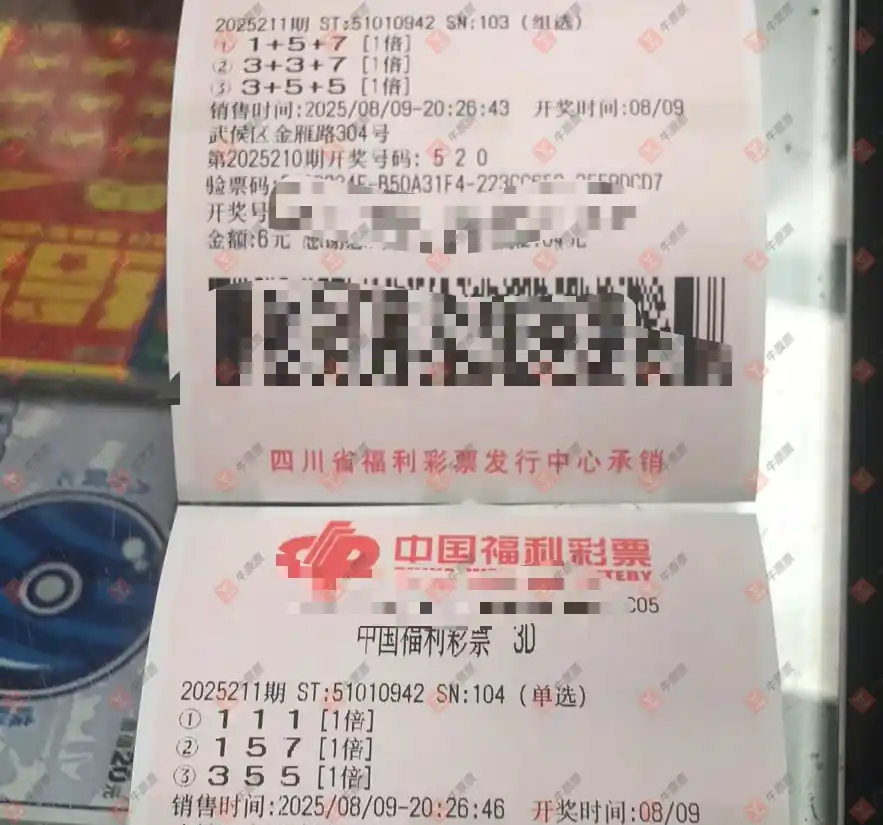 2025211期 ST:51010942 SN:103 (组选)
① 1+5+7 [1倍]
② 3+3+7 [1倍]
③ 3+5+5 [1倍]
销售时间:2025/08/09-20:26:43 开奖时间:08/09
武侯区金雁路304号
第2025210期开奖号码: 5 2 0
验票码: -B50A31F4-
开奖号
金额:6元
四川省福利彩票发行中心承销
中国福利彩票
C05
中国福利彩票 3D
2025211期 ST:51010942 SN:104 (单选)
① 1 1 1 [1倍]
② 1 5 7 [1倍]
③ 3 5 5 [1倍]
销售时间:2025/08/09-20:26:46 开奖时间:08/09
20元
牛彩票